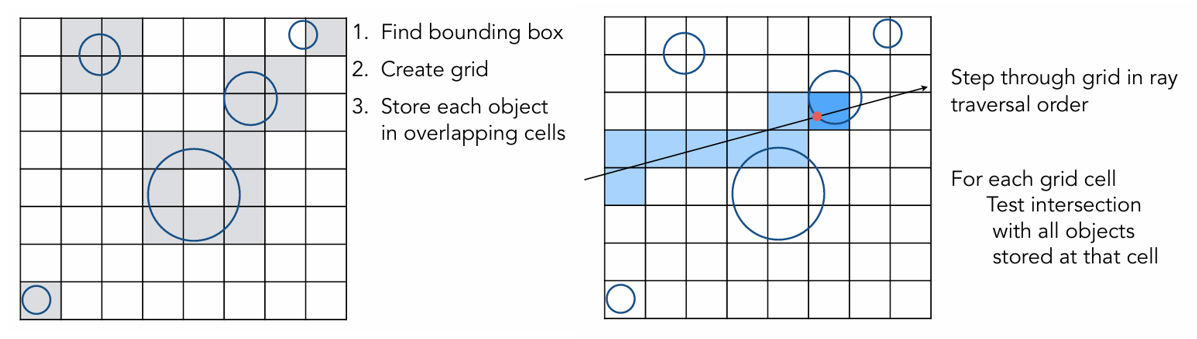 1. Find bounding box
2. Create grid
3. Store each object
in overlapping cells
Step through grid in ray
traversal order
For each grid cell
Test intersection
with all objects
stored at that cell